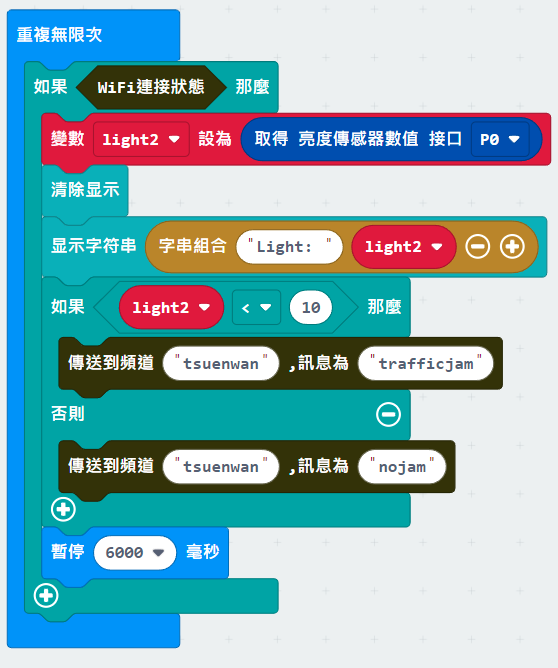 重複無限次
如果 WiFi連接狀態 那麼
變數 light2 設為 取得 亮度傳感器數值 接口 P0
清除显示
显示字符串 字串組合 "Light: " light2
如果 light2 < 10 那麼
傳送到頻道 "tsuenwan" ,訊息為 "trafficjam"
否則
傳送到頻道 "tsuenwan" ,訊息為 "nojam"
暫停 6000 毫秒